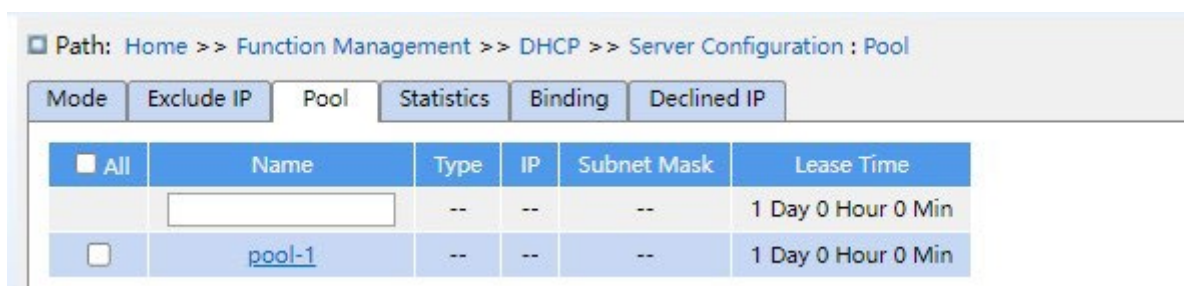 Path: Home >> Function Management >> DHCP >> Server Configuration : Pool
Mode Exclude IP Pool Statistics Binding Declined IP
All Name Type IP Subnet Mask Lease Time
-- -- -- 1 Day 0 Hour 0 Min
pool-1 -- -- -- 1 Day 0 Hour 0 Min